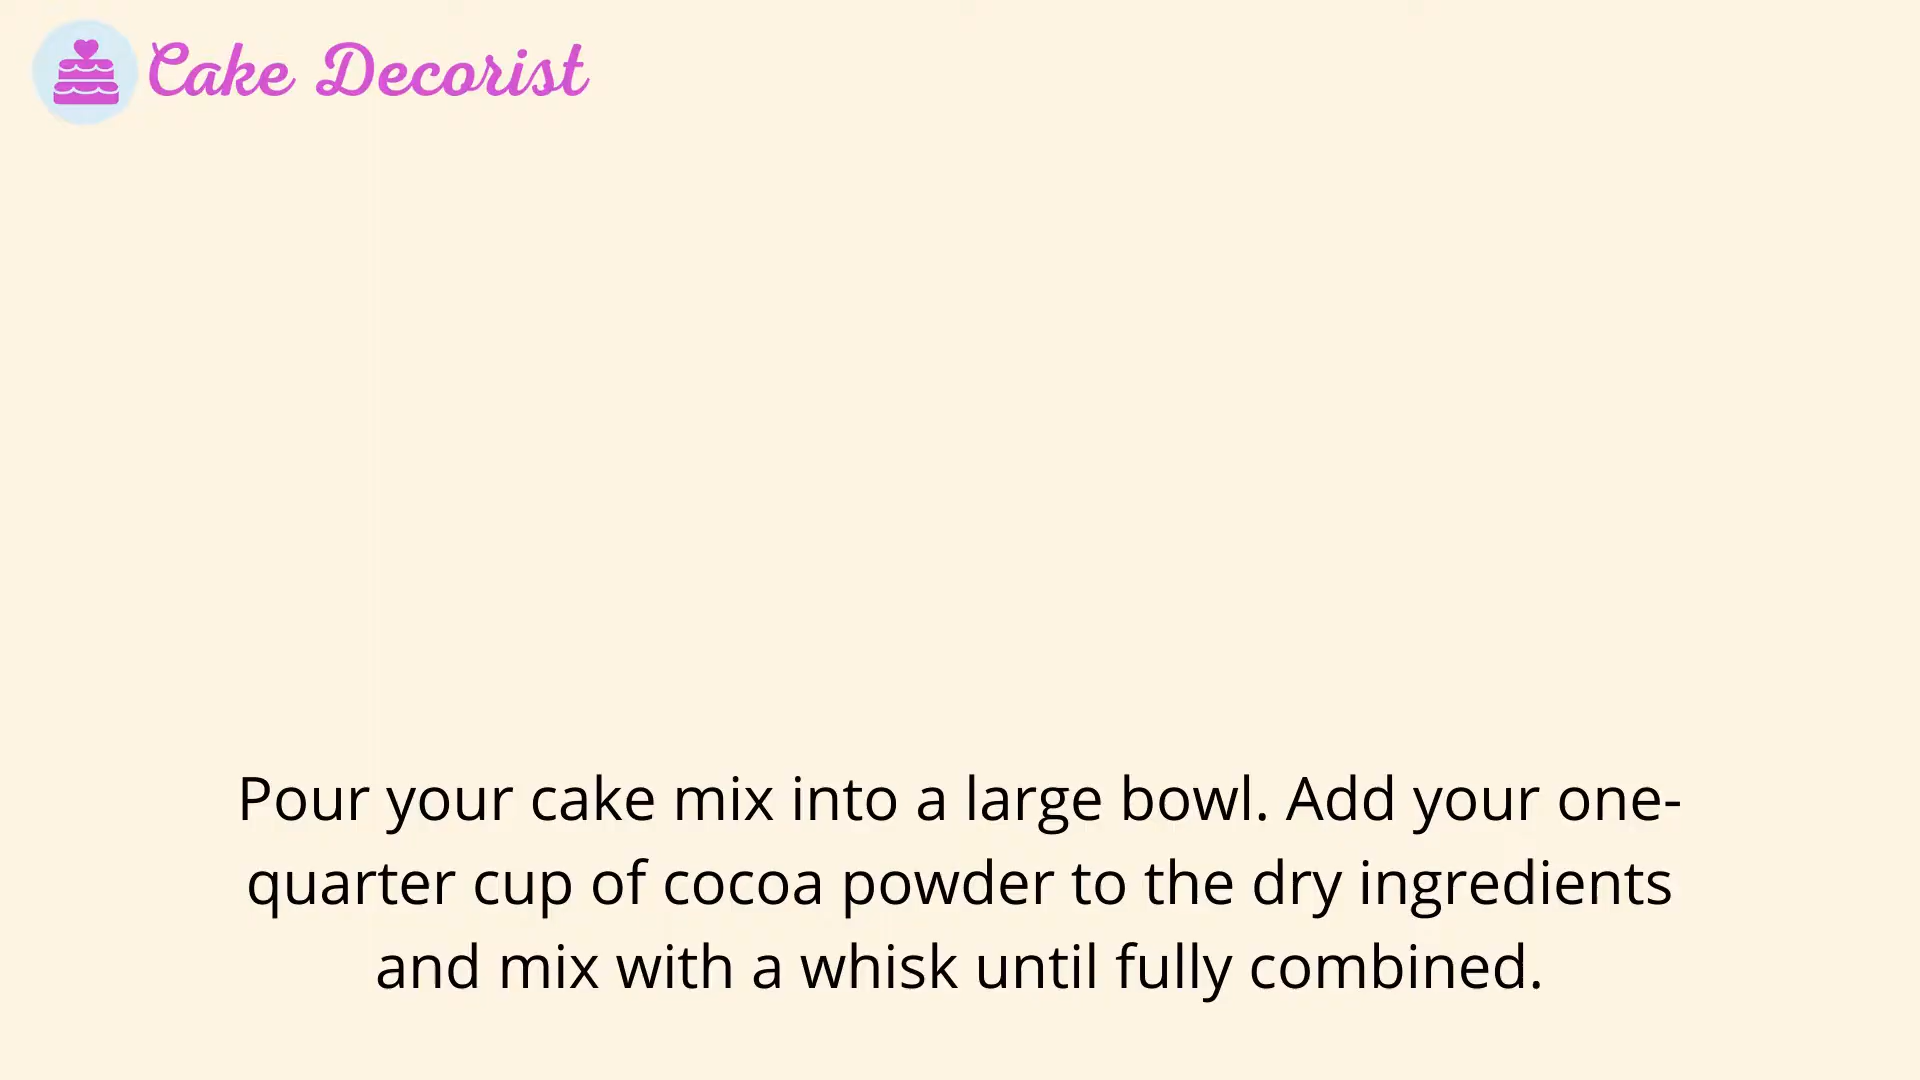 Cake Decorist
Pour your cake mix into a large bowl. Add your one-
quarter cup of cocoa powder to the dry ingredients
and mix with a whisk until fully combined.